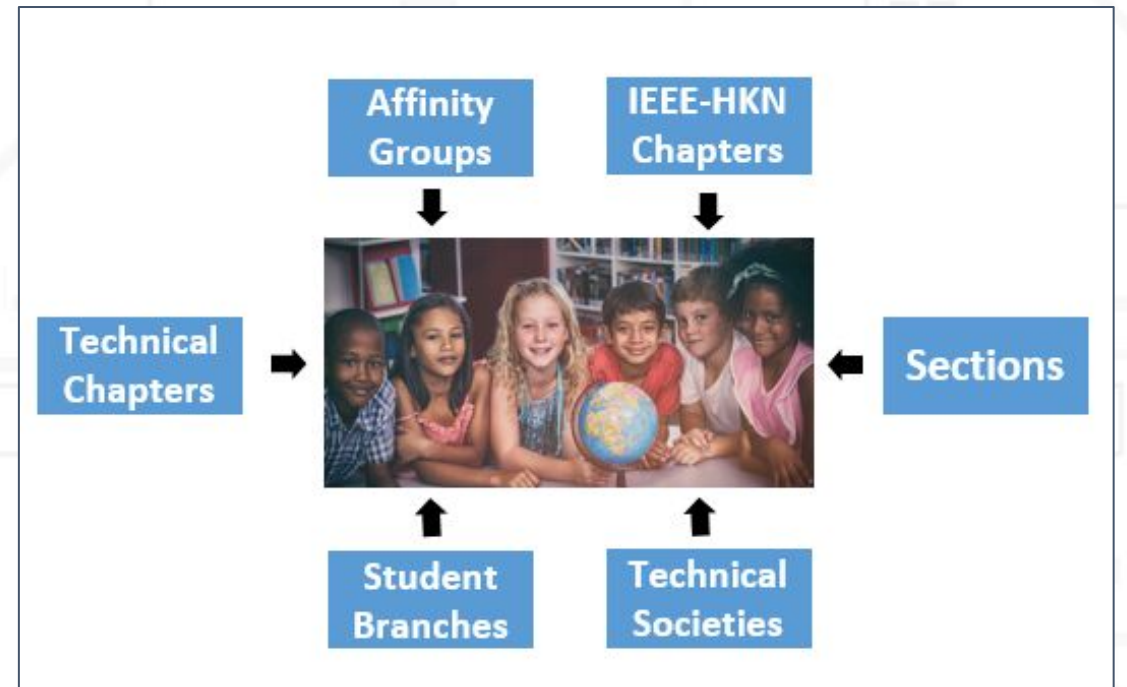 Affinity
Groups
IEEE-HKN
Chapters
Technical
Chapters
Sections
Student
Branches
Technical
Societies